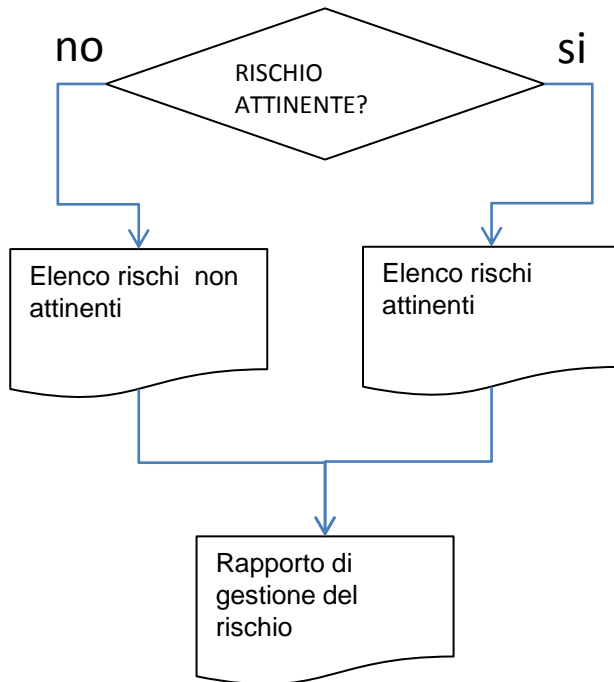 no
si
RISCHIO
ATTINENTE?
Elenco rischi  non
attinenti
Elenco rischi
attinenti
Rapporto di
gestione del
rischio